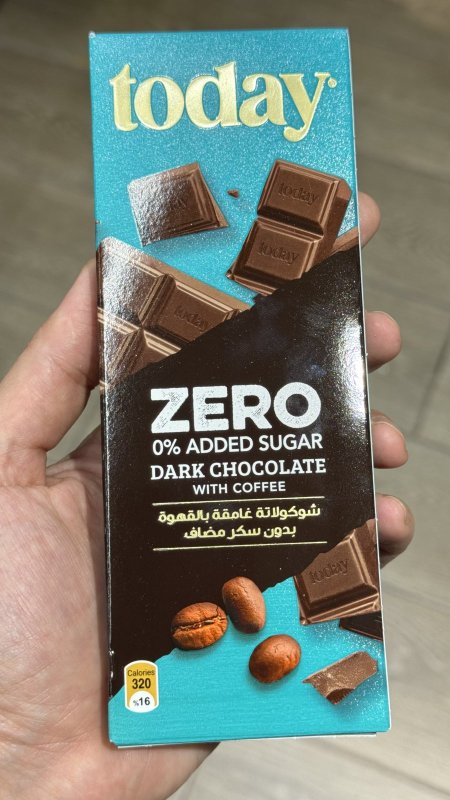 today
today
today
today
today
ZERO
0% ADDED SUGAR
DARK CHOCOLATE
WITH COFFEE
شوكولاتة غامقة بالقهوة
بدون سكر مضاف
today
Calories
320
%16